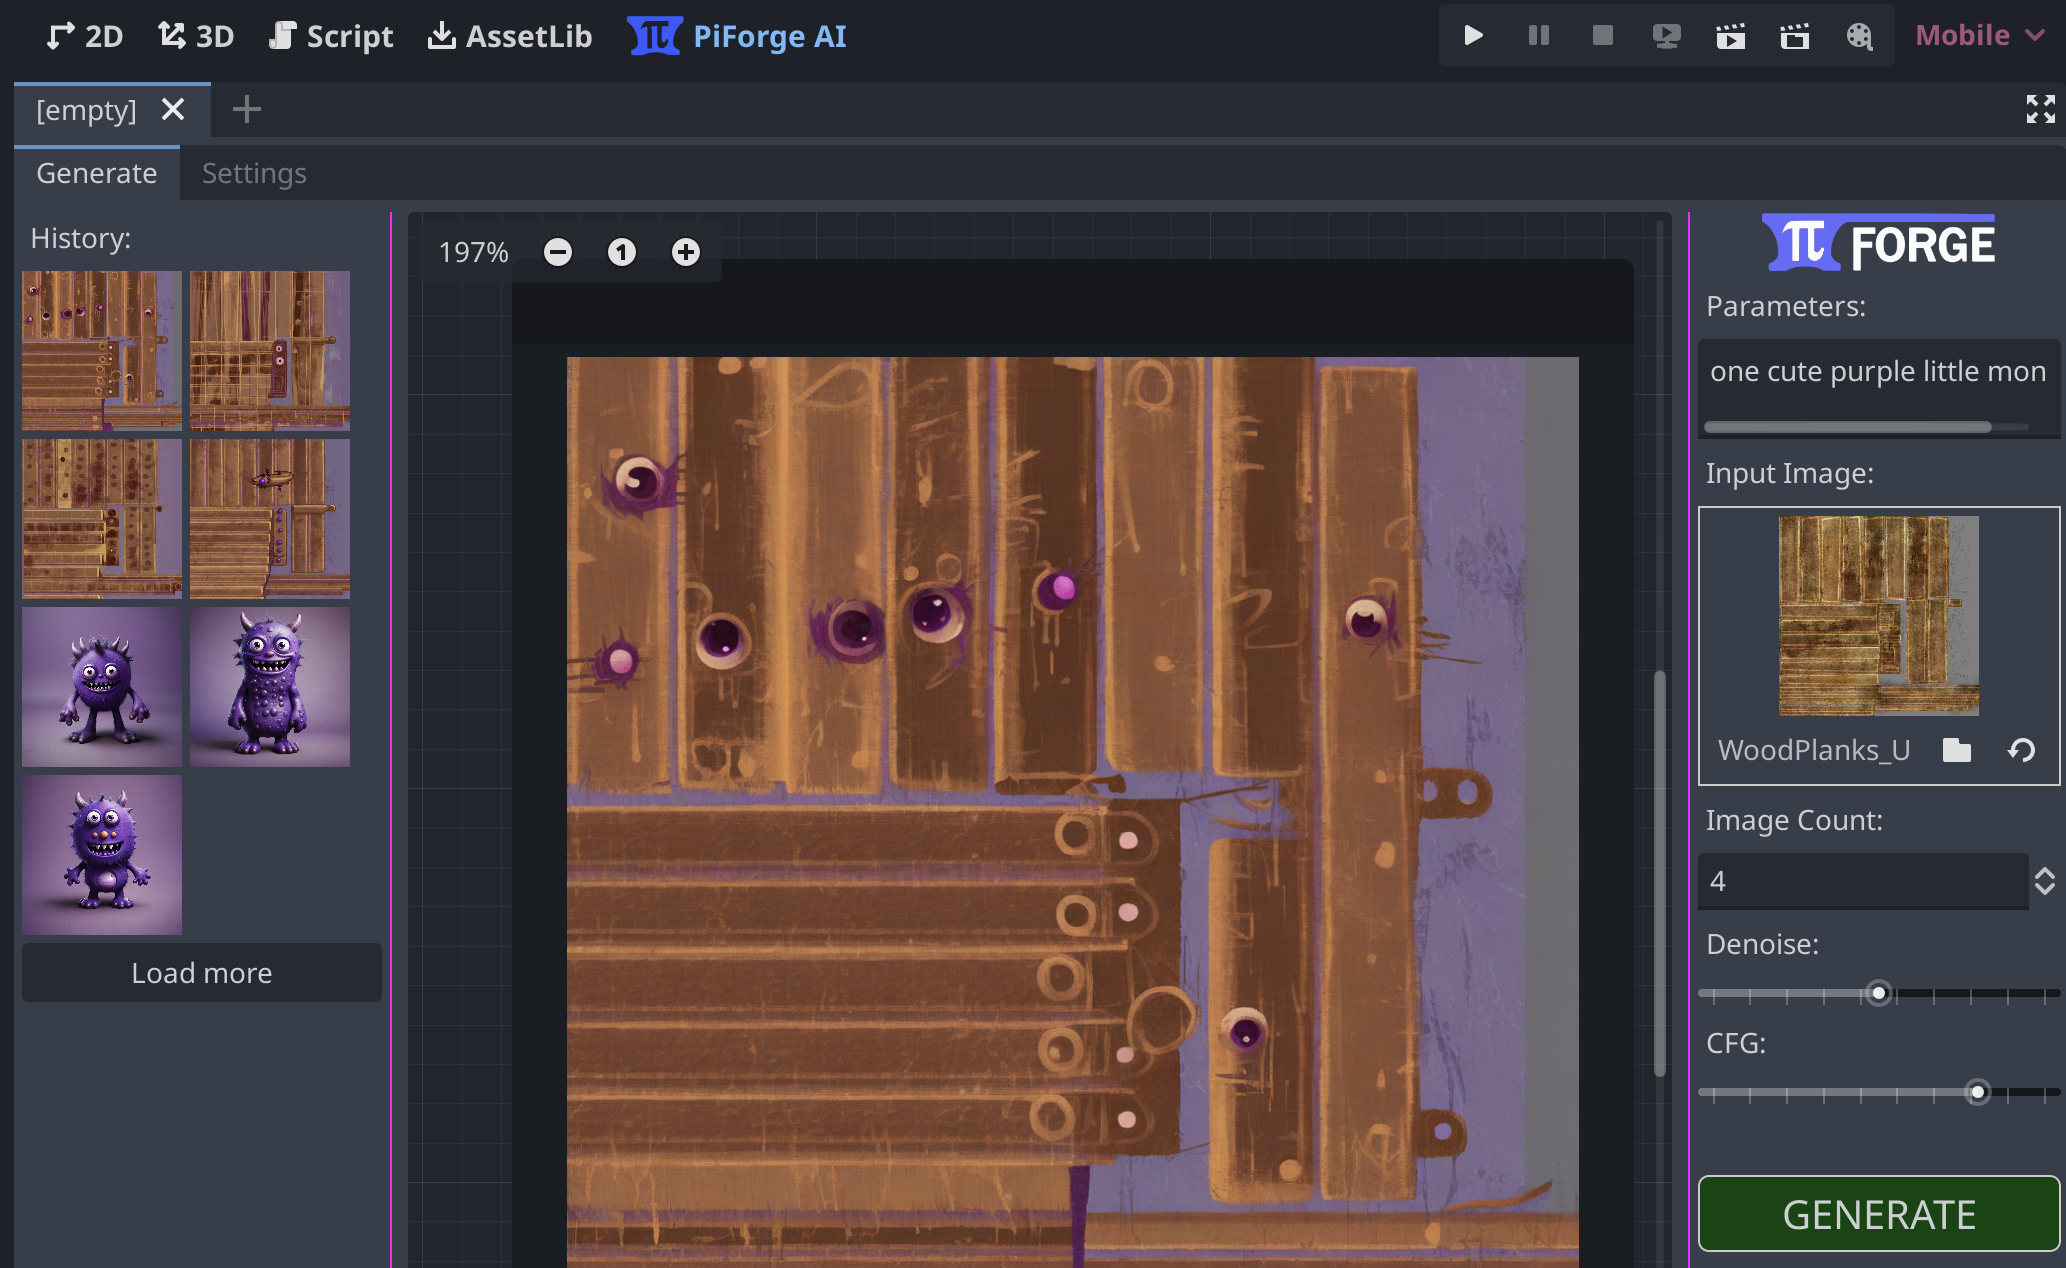 2D 3D Script AssetLib PiForge AI Mobile
[empty]
Generate Settings
History:
Load more
197% 1
π FORGE
Parameters:
one cute purple little mon
Input Image:
WoodPlanks_U
Image Count:
4
Denoise:
CFG:
GENERATE